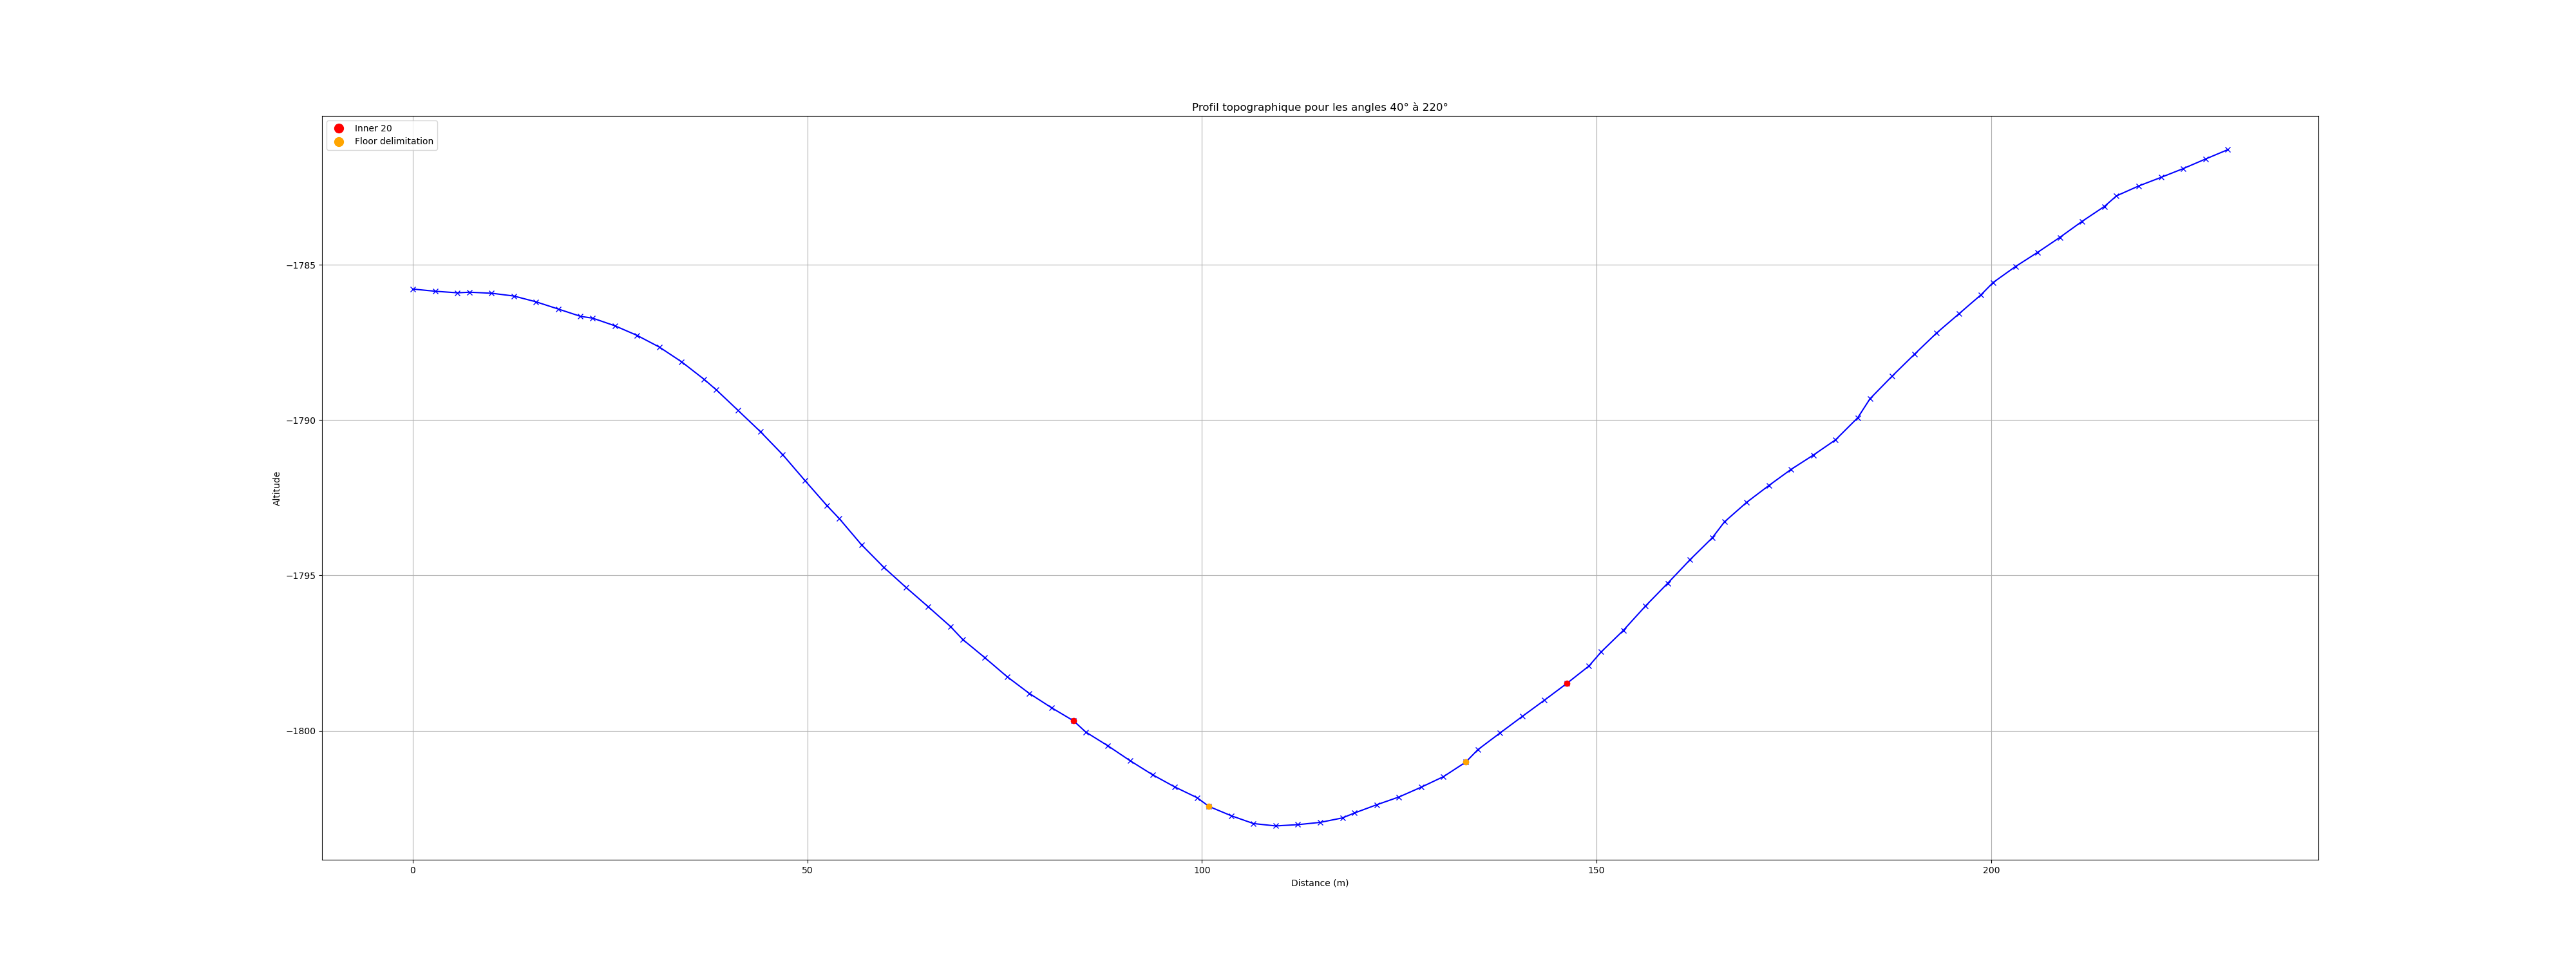 Profil topographique pour les angles 40° à 220°
Inner 20
Floor delimitation
−1785
−1790
−1795
−1800
Altitude
0
50
100
150
200
Distance (m)